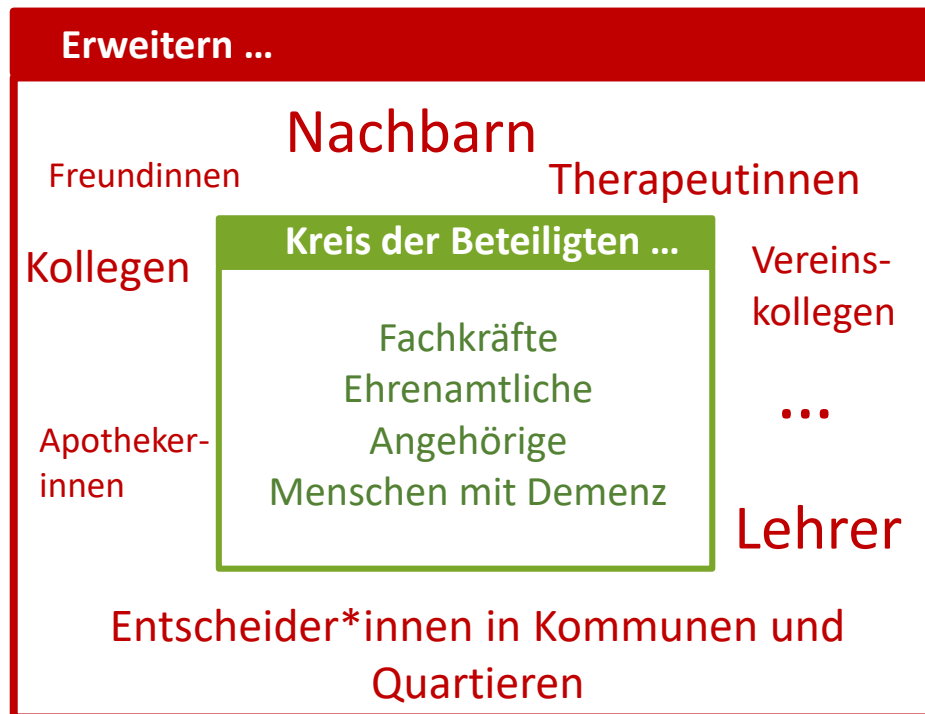 Erweitern …
Nachbarn
Freundinnen
Therapeutinnen
Kreis der Beteiligten …
Kollegen
Vereins-
kollegen
Fachkräfte
Ehrenamtliche
Angehörige
Menschen mit Demenz
…
Apotheker-
innen
Lehrer
Entscheider*innen in Kommunen und
Quartieren